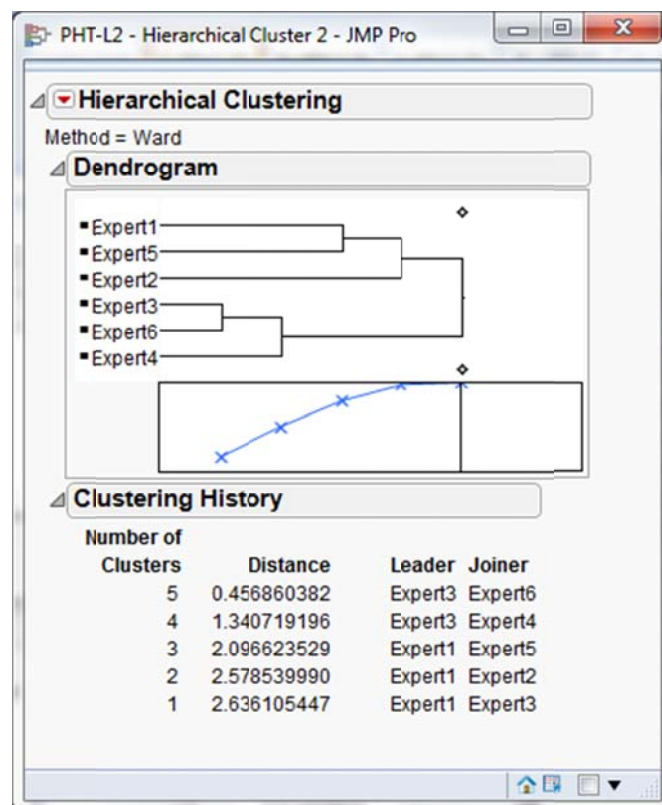 PHT-L2 - Hierarchical Cluster 2 - JMP Pro
Hierarchical Clustering
Method = Ward
Dendrogram
Expert1
Expert5
Expert2
Expert3
Expert6
Expert4
Clustering History
Number of
Clusters Distance Leader Joiner
5 0.456860382 Expert3 Expert6
4 1.340719196 Expert3 Expert4
3 2.096623529 Expert1 Expert5
2 2.578539990 Expert1 Expert2
1 2.636105447 Expert1 Expert3